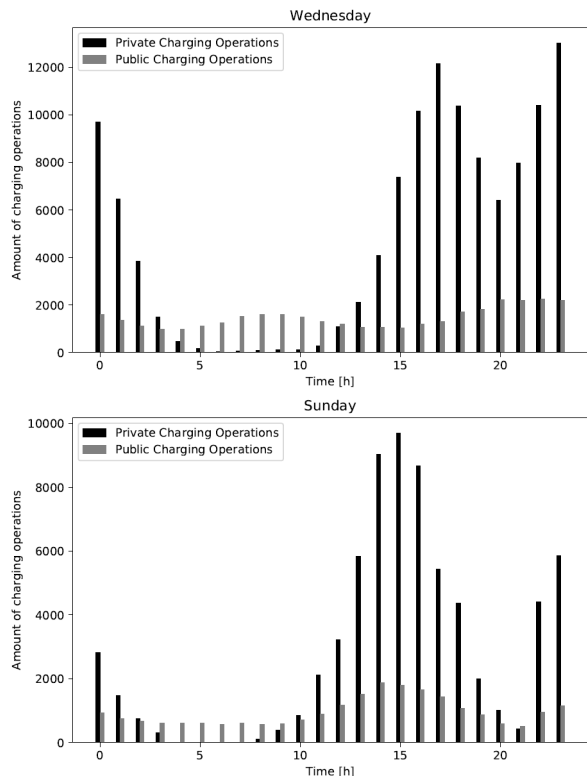 Wednesday
Private Charging Operations
Public Charging Operations
12000
10000
8000
6000
4000
2000
0
Amount of charging operations
0 5 10 15 20
Time [h]
Sunday
Private Charging Operations
Public Charging Operations
10000
8000
6000
4000
2000
0
Amount of charging operations
0 5 10 15 20
Time [h]